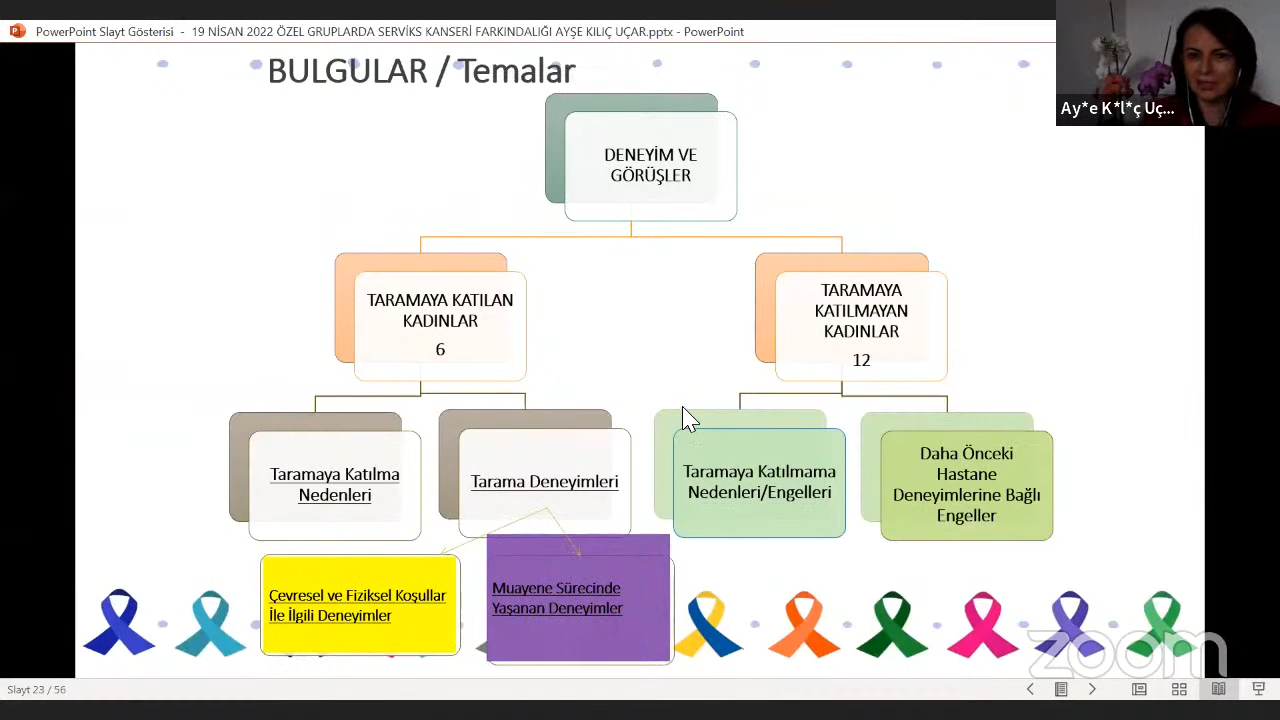 PowerPoint Slayt Gösterisi - 19 NİSAN 2022 ÖZEL GRUPLARDA SERVİKS KANSERİ FARKINDALIĞI AYŞE KILIÇ UÇAR.pptx - PowerPoint
Ay*e K*l*ç Uç...
BULGULAR / Temalar
DENEYİM VE
GÖRÜŞLER
TARAMAYA KATILAN
KADINLAR
6
TARAMAYA
KATILMAYAN
KADINLAR
12
Taramaya Katılma
Nedenleri
Tarama Deneyimleri
Taramaya Katılmama
Nedenleri/Engelleri
Daha Önceki
Hastane
Deneyimlerine Bağlı
Engeller
Çevresel ve Fiziksel Koşullar
İle İlgili Deneyimler
Muayene Sürecinde
Yaşanan Deneyimler
zoom
Slayt 23 / 56